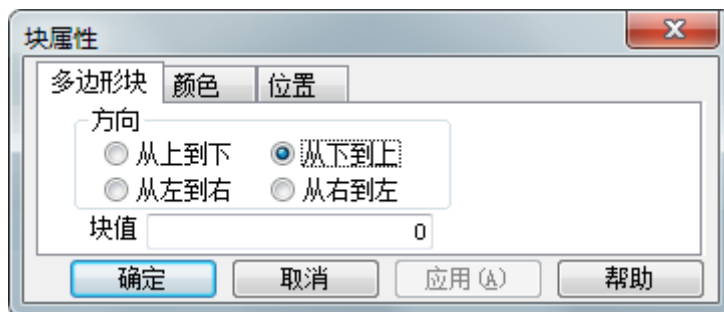 块属性
多边形块 颜色 位置
方向
从上到下 从下到上
从左到右 从右到左
块值 0
确定 取消 应用(A) 帮助